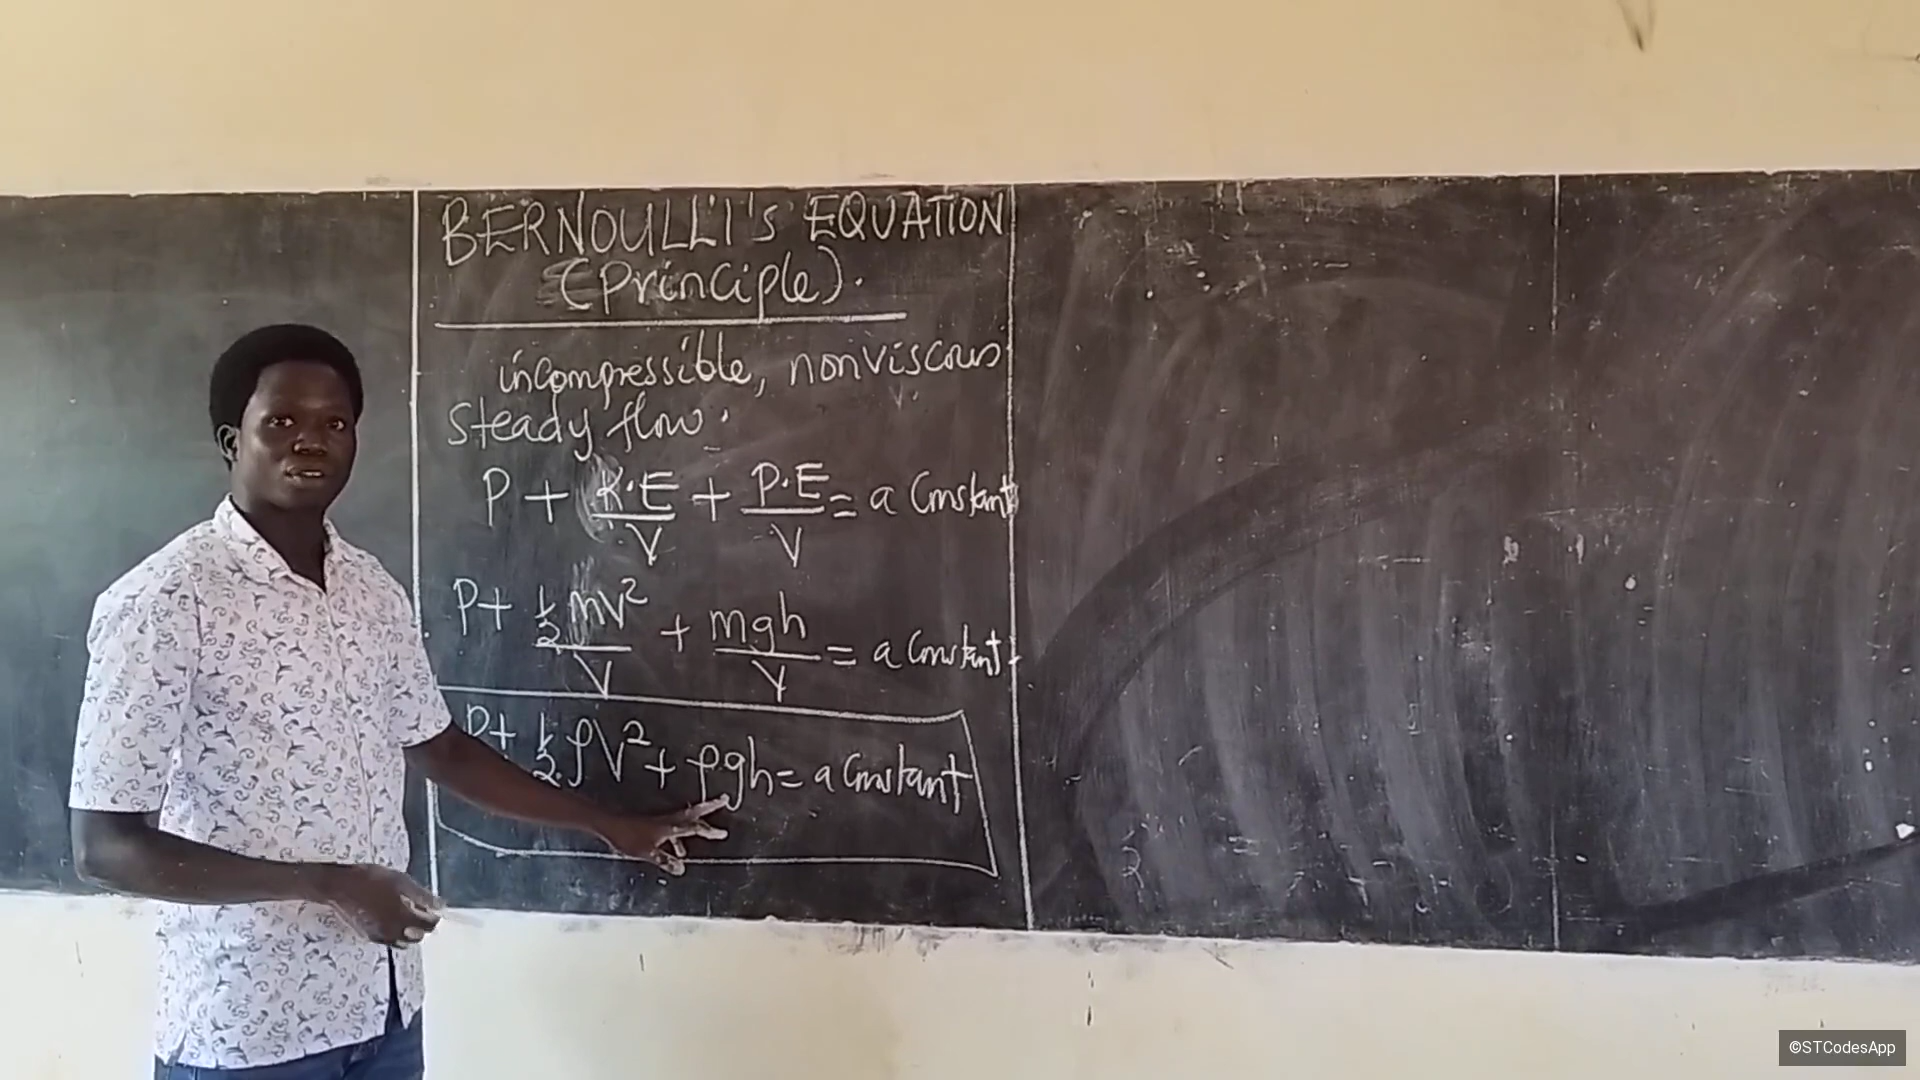 BERNOULLI'S EQUATION
(Principle).
incompressible, nonviscous
steady flow.
P + K.E/V + P.E/V = a Constant
P + ½mv²/V + mgh/V = a Constant.
P + ½ρV² + ρgh = a Constant
©STCodesApp